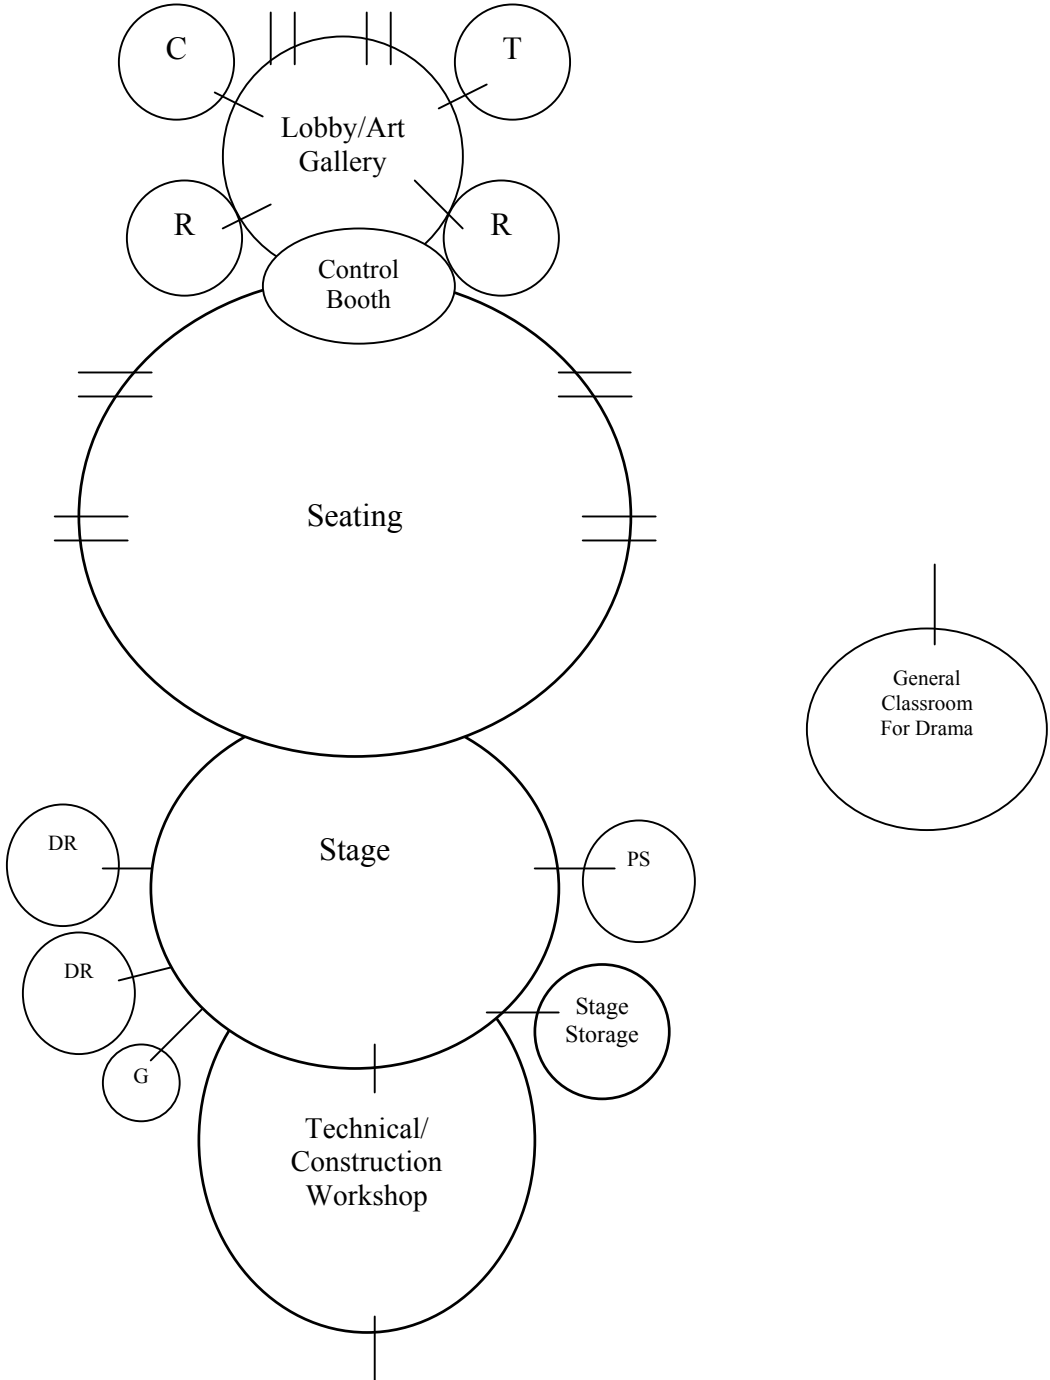 C
T
Lobby/Art
Gallery
R
R
Control
Booth
Seating
General
Classroom
For Drama
Stage
DR
PS
DR
Stage
Storage
G
Technical/
Construction
Workshop